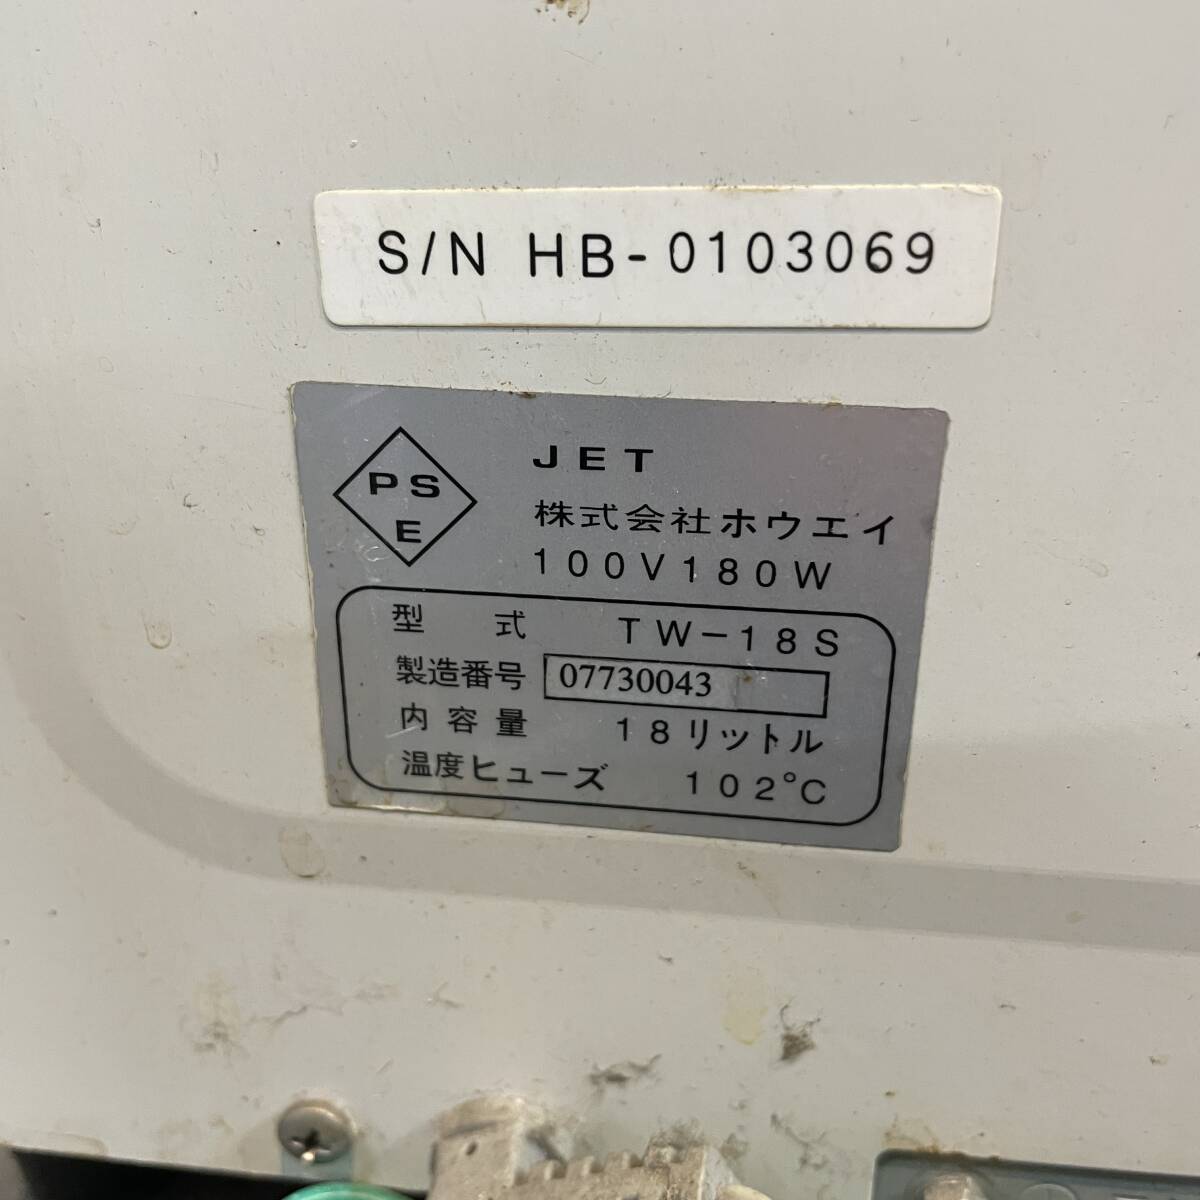 S/N HB-0103069
PS
E
JET
株式会社ホウエイ
100V180W
型 式 TW-18S
製造番号 07730043
内容量 18リットル
温度ヒューズ 102°C